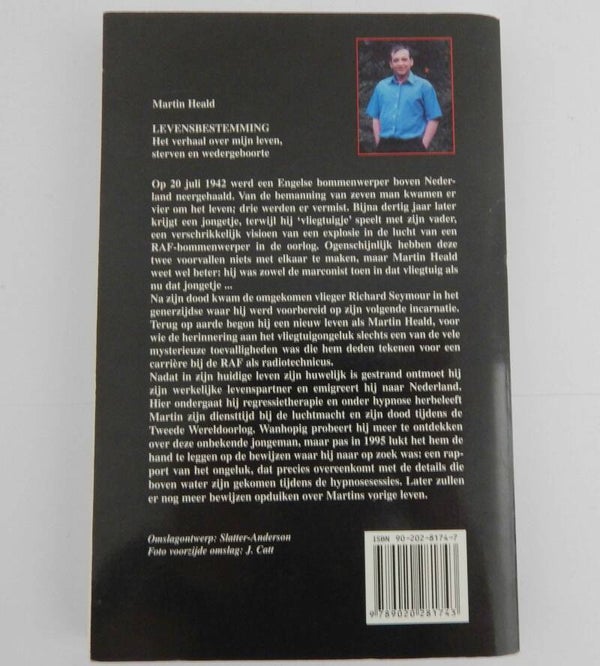 Martin Heald
LEVENSBESTEMMING
Het verhaal over mijn leven,
sterven en wedergeboorte
Op 20 juli 1942 werd een Engelse bommenwerper boven Neder-
land neergehaald. Van de bemanning van zeven man kwamen er
vier om het leven; drie werden er vermist. Bijna dertig jaar later
krijgt een jongetje, terwijl hij 'vliegtuigje' speelt met zijn vader,
een verschrikkelijk visioen van een explosie in de lucht van een
RAF-bommenwerper in de oorlog. Ogenschijnlijk hebben deze
twee voorvallen niets met elkaar te maken, maar Martin Heald
weet wel beter: hij was zowel de marconist toen in dat vliegtuig als
nu dat jongetje ...
Na zijn dood kwam de omgekomen vlieger Richard Seymour in het
generzijdse waar hij werd voorbereid op zijn volgende incarnatie.
Terug op aarde begon hij een nieuw leven als Martin Heald, voor
wie de herinnering aan het vliegtuigongeluk slechts een van de vele
mysterieuze toevalligheden was die hem deden tekenen voor een
carrière bij de RAF als radiotechnicus.
Nadat in zijn huidige leven zijn huwelijk is gestrand ontmoet hij
zijn werkelijke levenspartner en emigreert hij naar Nederland.
Hier ondergaat hij regressietherapie en onder hypnose herbeleeft
Martin zijn diensttijd bij de luchtmacht en zijn dood tijdens de
Tweede Wereldoorlog. Wanhopig probeert hij meer te ontdekken
over deze onbekende jongeman, maar pas in 1995 lukt het hem de
hand te leggen op de bewijzen waar hij naar op zoek was: een rap-
port van het ongeluk, dat precies overeenkomt met de details die
boven water zijn gekomen tijdens de hypnosesessies. Later zullen
er nog meer bewijzen opduiken over Martins vorige leven.
Omslagontwerp: Slatter-Anderson
Foto voorzijde omslag: J. Catt
ISBN 90-202-8174-7
9 789020 281743